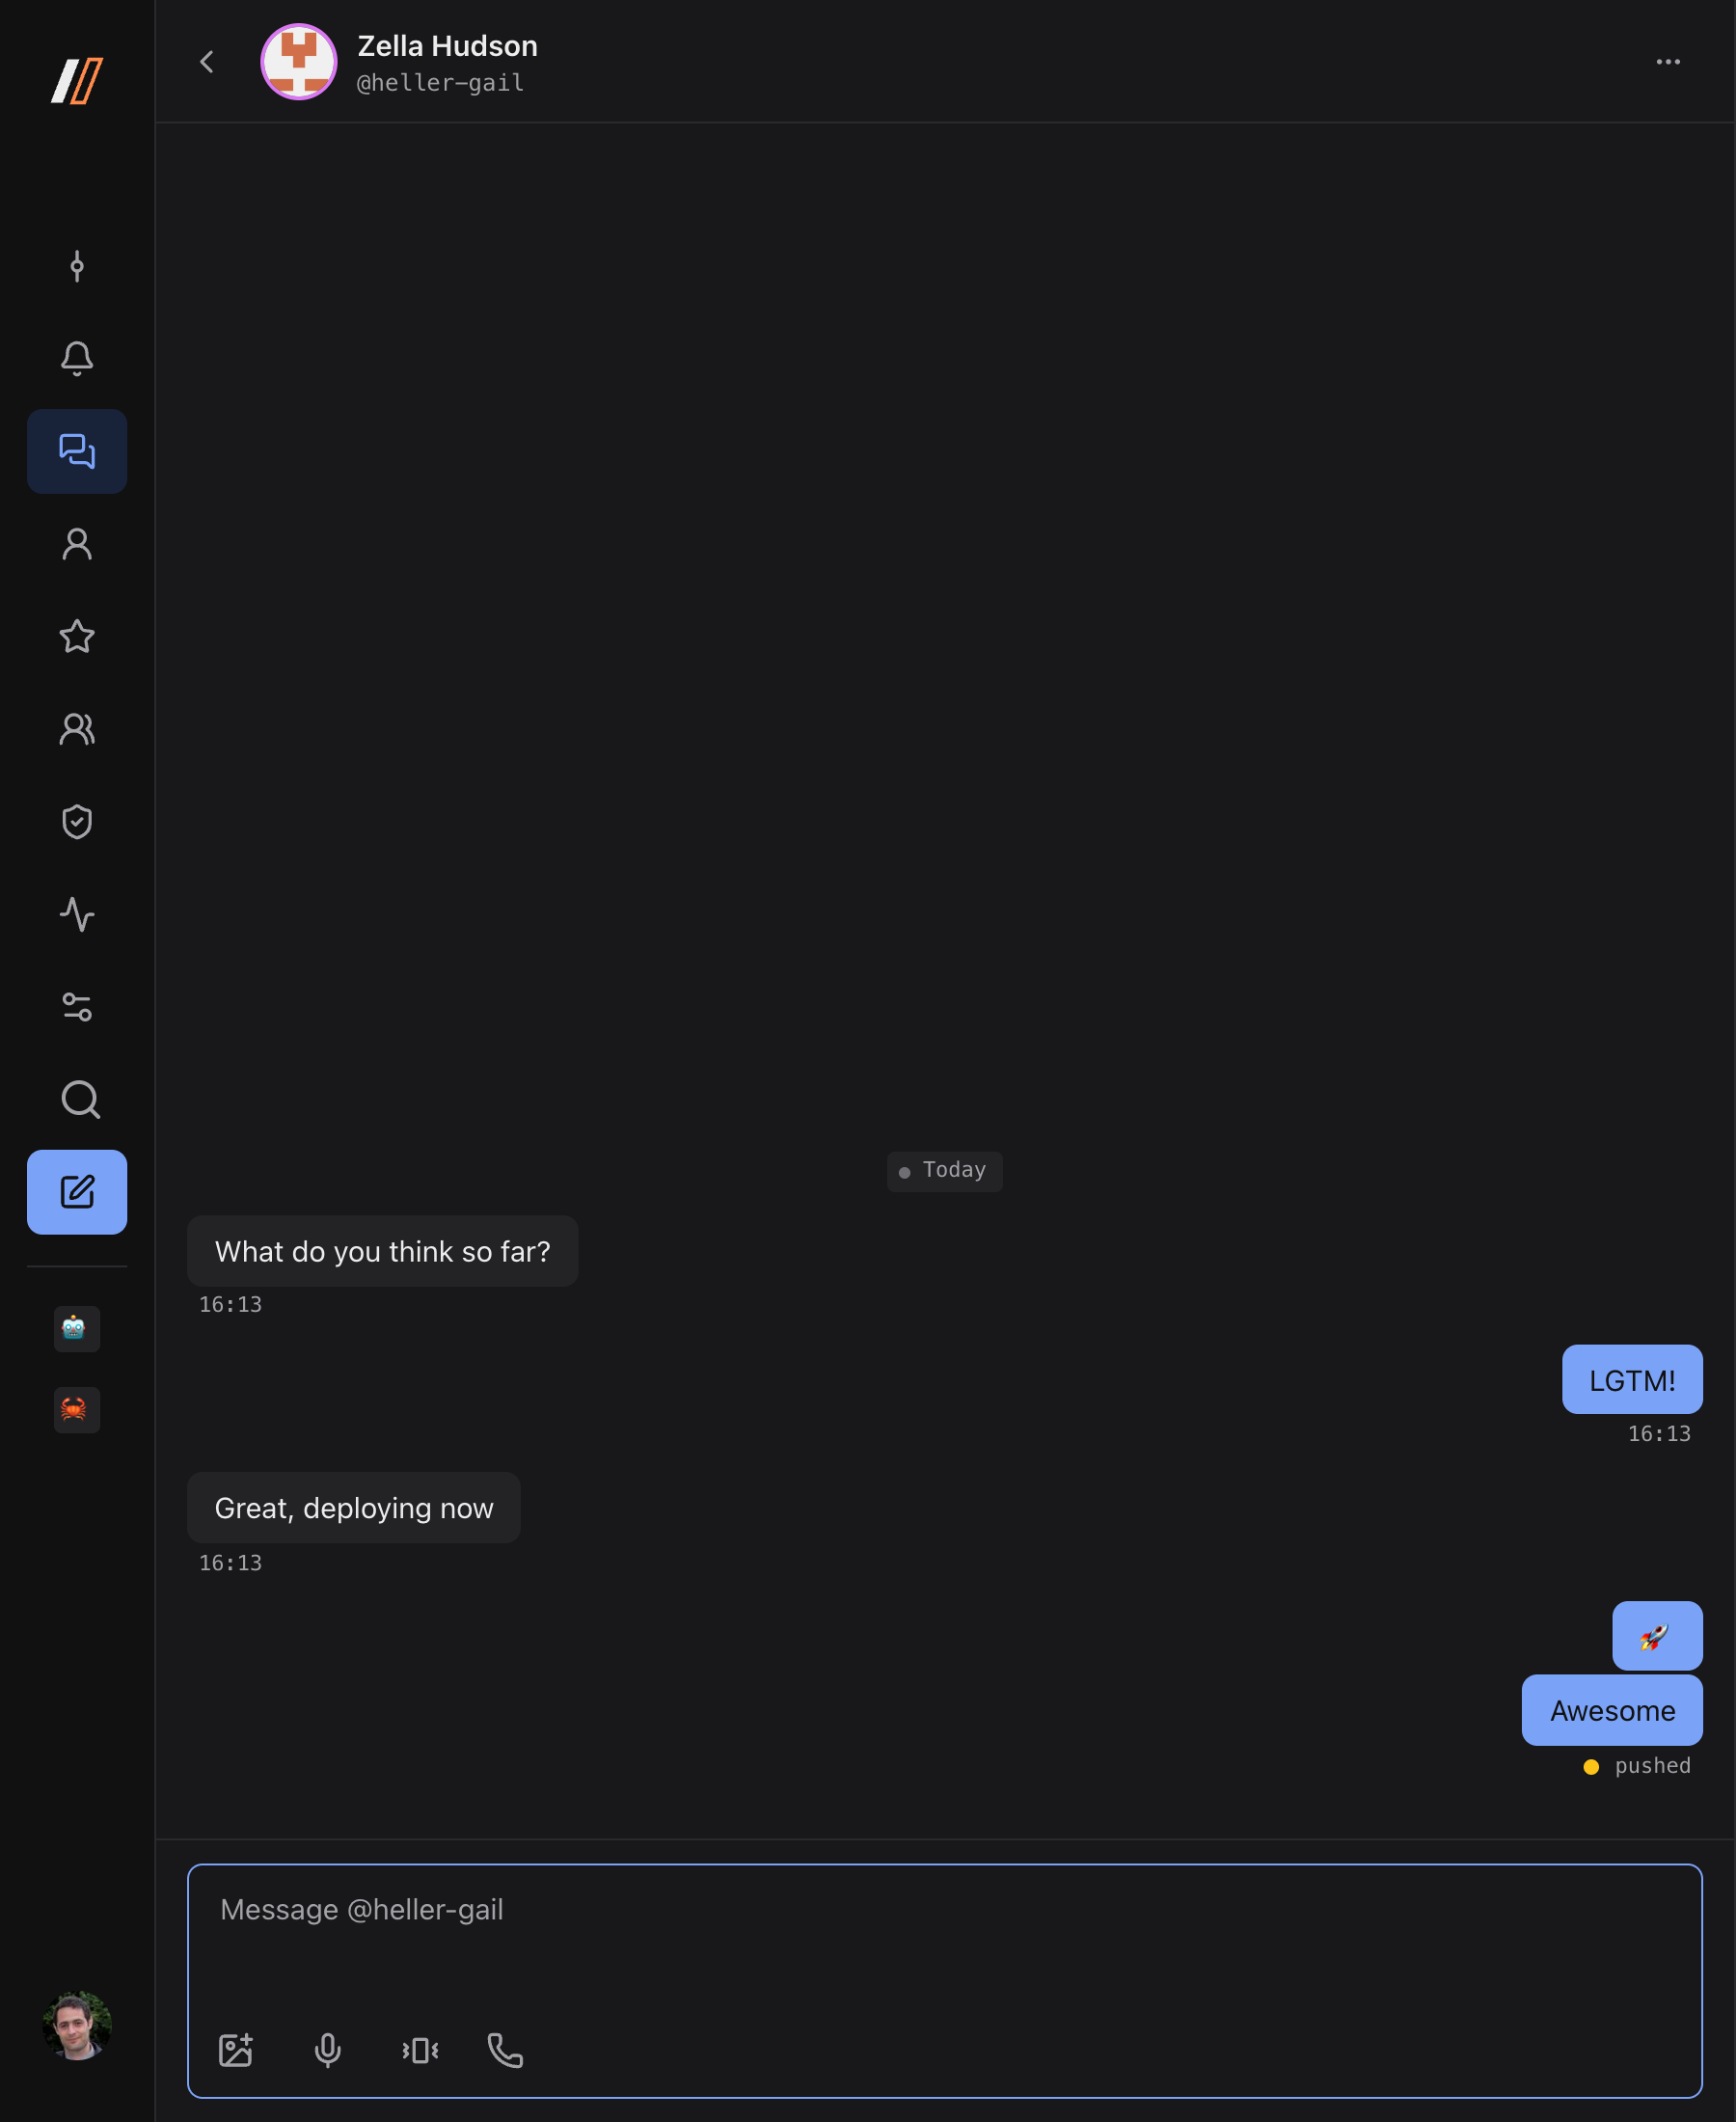 Zella Hudson
@heller-gail
Today
What do you think so far?
16:13
LGTM!
16:13
Great, deploying now
16:13
🚀
Awesome
pushed
Message @heller-gail